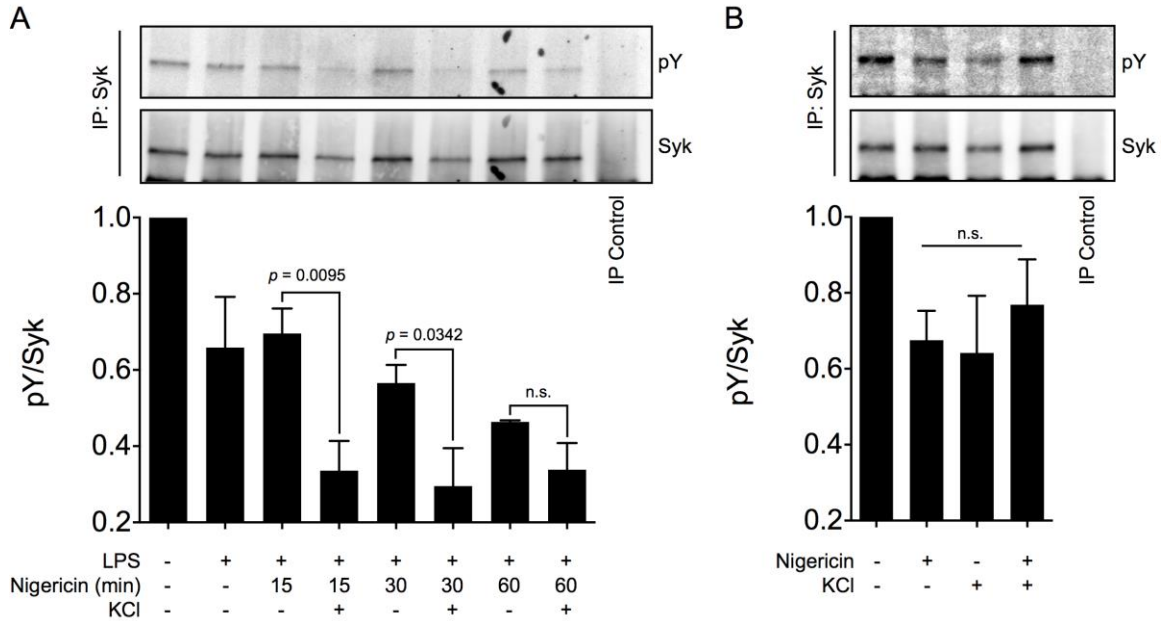 A
IP: Syk
pY
Syk
IP Control
pY/Syk
1.0
0.8
0.6
0.4
0.2
p = 0.0095
p = 0.0342
n.s.
LPS - + + + + + + +
Nigericin (min) - - 15 15 30 30 60 60
KCl - - - + - + - +
B
IP: Syk
pY
Syk
IP Control
pY/Syk
1.0
0.8
0.6
0.4
0.2
n.s.
Nigericin - + - +
KCl - - + +